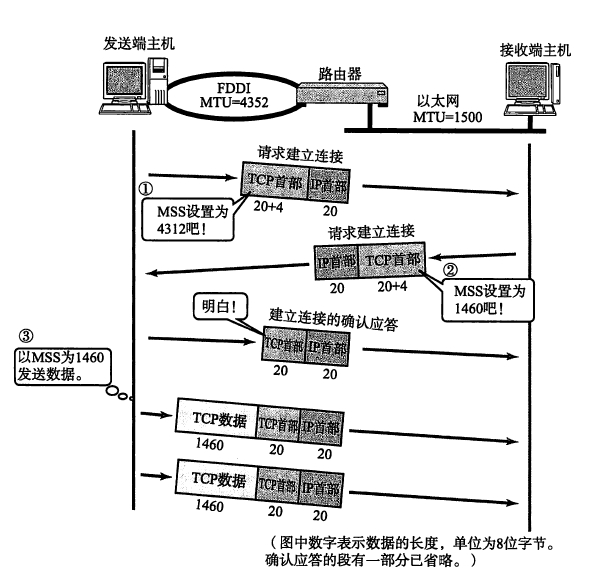 发送端主机
接收端主机
FDDI
MTU=4352
路由器
以太网
MTU=1500
请求建立连接
TCP首部 IP首部
20+4 20
①
MSS设置为
4312吧！
请求建立连接
IP首部 TCP首部
20 20+4
②
MSS设置为
1460吧！
明白！
建立连接的确认应答
TCP首部 IP首部
20 20
③
以MSS为1460
发送数据。
TCP数据 TCP首部 IP首部
1460 20 20
TCP数据 TCP首部 IP首部
1460 20 20
（图中数字表示数据的长度，单位为8位字节。
确认应答的段有一部分已省略。）